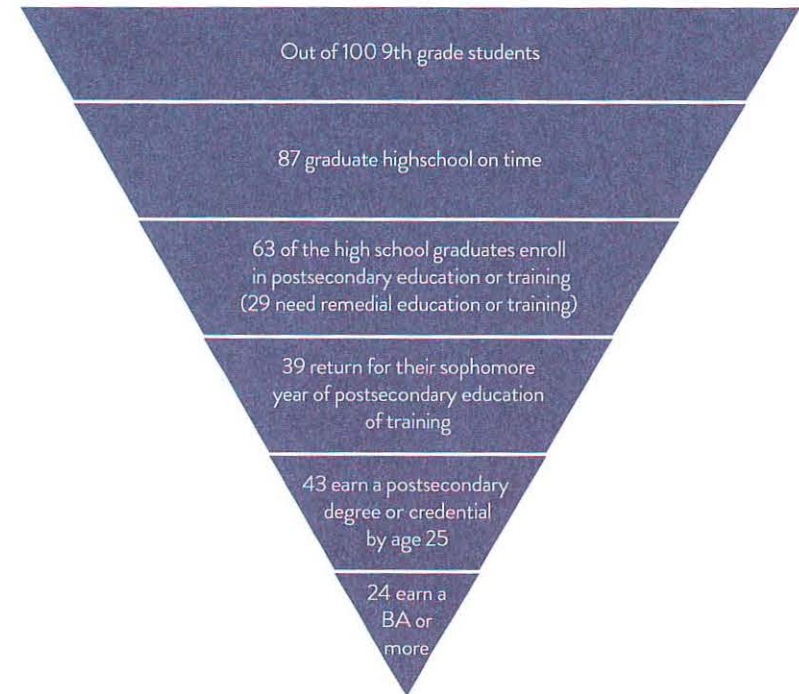 Out of 100 9th grade students
87 graduate highschool on time
63 of the high school graduates enroll
in postsecondary education or training
(29 need remedial education or training)
39 return for their sophomore
year of postsecondary education
of training
43 earn a postsecondary
degree or credential
by age 25
24 earn a
BA or
more